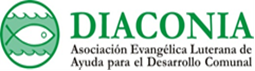 DIACONIA
Asociación Evangélica Luterana de
Ayuda para el Desarrollo Comunal